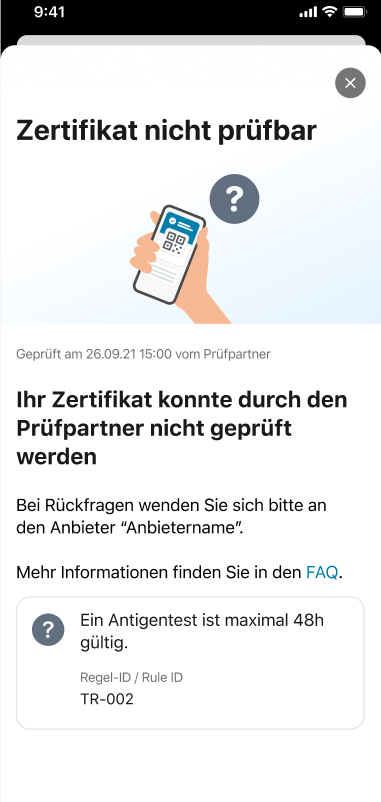 9:41
Zertifikat nicht prüfbar
?
Geprüft am 26.09.21 15:00 vom Prüfpartner
Ihr Zertifikat konnte durch den
Prüfpartner nicht geprüft
werden
Bei Rückfragen wenden Sie sich bitte an
den Anbieter “Anbietername”.
Mehr Informationen finden Sie in den FAQ.
?
Ein Antigentest ist maximal 48h
gültig.
Regel-ID / Rule ID
TR-002